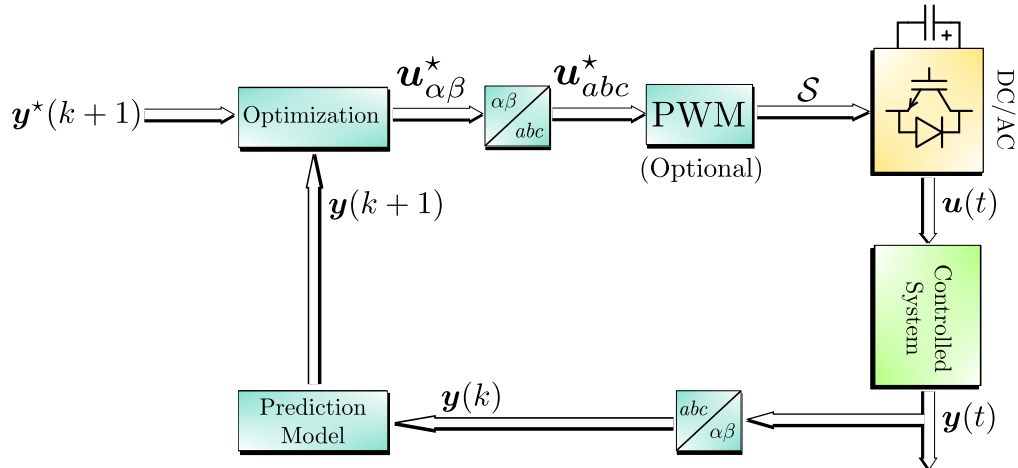 y*(k+1)
Optimization
u*αβ
αβ
abc
u*abc
PWM
(Optional)
S
+
DC/AC
u(t)
Controlled
System
y(t)
abc
αβ
y(k)
Prediction
Model
y(k+1)